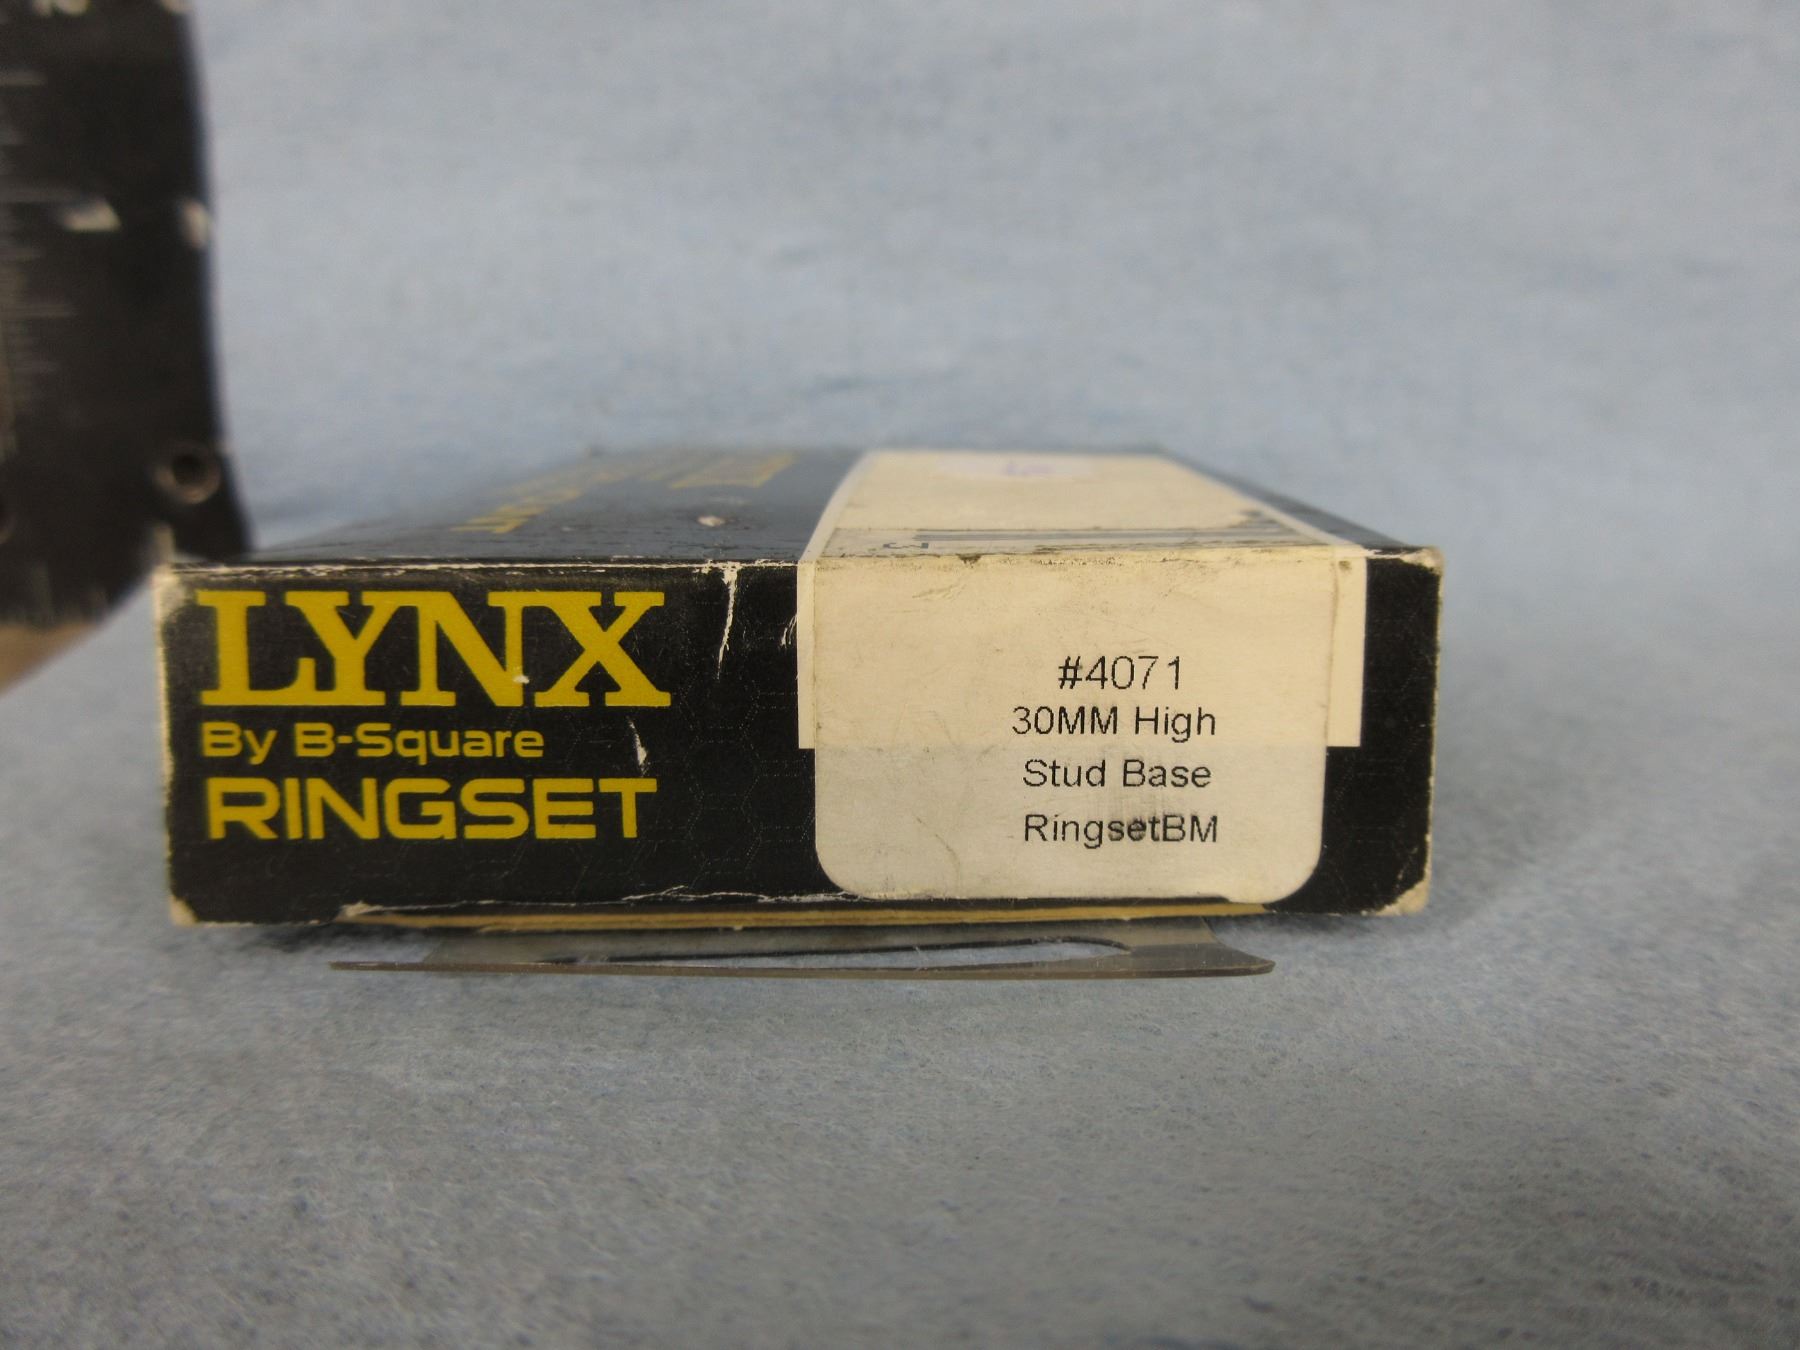 LYNX
By B-Square
RINGSET
#4071
30MM High
Stud Base
RingsetBM